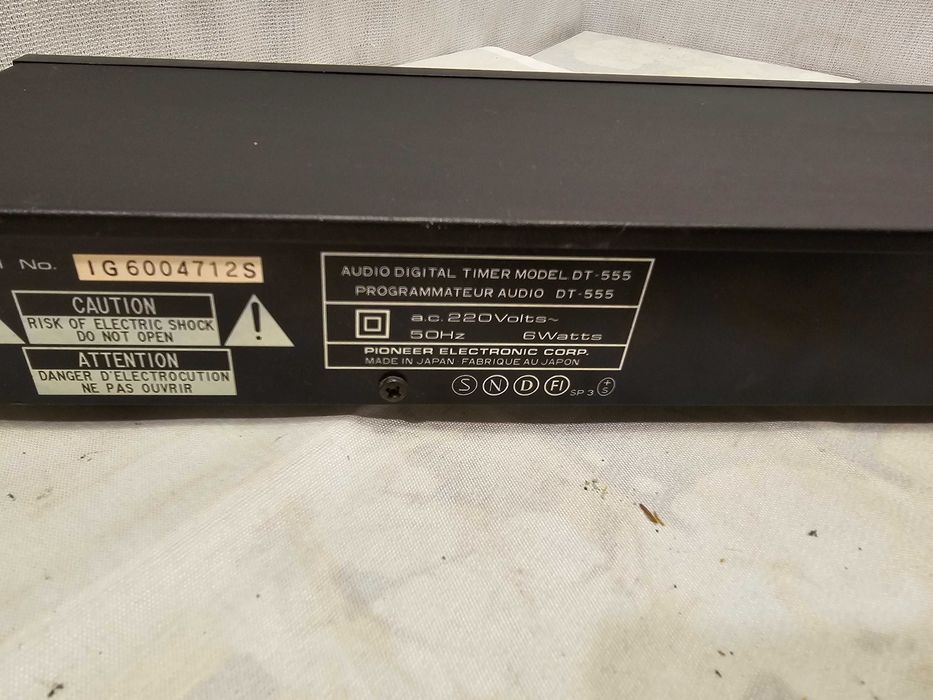 No. IG6004712S
CAUTION
RISK OF ELECTRIC SHOCK
DO NOT OPEN
!
ATTENTION
DANGER D'ELECTROCUTION
NE PAS OUVRIR
AUDIO DIGITAL TIMER MODEL DT-555
PROGRAMMATEUR AUDIO DT-555
a.c. 220Volts~
50Hz 6Watts
PIONEER ELECTRONIC CORP.
MADE IN JAPAN·FABRIQUE AU JAPON
S N D FI SP 3 +S